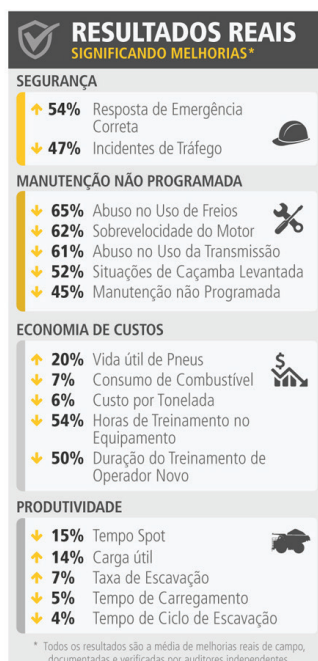 RESULTADOS REAIS
SIGNIFICANDO MELHORIAS*
SEGURANÇA
54% Resposta de Emergência
Correta
47% Incidentes de Tráfego
MANUTENÇÃO NÃO PROGRAMADA
65% Abuso no Uso de Freios
62% Sobrevelocidade do Motor
61% Abuso no Uso da Transmissão
52% Situações de Caçamba Levantada
45% Manutenção não Programada
ECONOMIA DE CUSTOS
20% Vida útil de Pneus
7% Consumo de Combustível
6% Custo por Tonelada
54% Horas de Treinamento no
Equipamento
50% Duração do Treinamento de
Operador Novo
$
PRODUTIVIDADE
15% Tempo Spot
14% Carga útil
7% Taxa de Escavação
5% Tempo de Carregamento
4% Tempo de Ciclo de Escavação
* Todos os resultados são a média de melhorias reais de campo,
documentadas e verificadas por auditores independentes